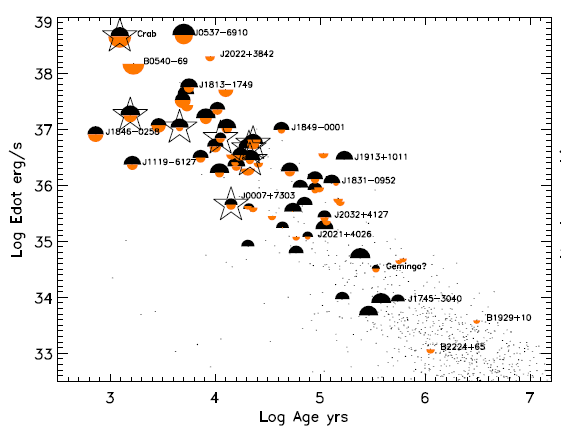 39
Crab
J0537-6910
J2022+3842
B0540-69
38
J1813-1749
37
J1846-0258
J1849-0001
J1119-6127
J1913+1011
36
J1831-0952
J0007+7303
J2032+4127
J2021+4026
35
Geminga?
34
J1745-3040
B1929+10
33
B2224+65
3
4
5
6
7
Log Age yrs
Log Edot erg/s